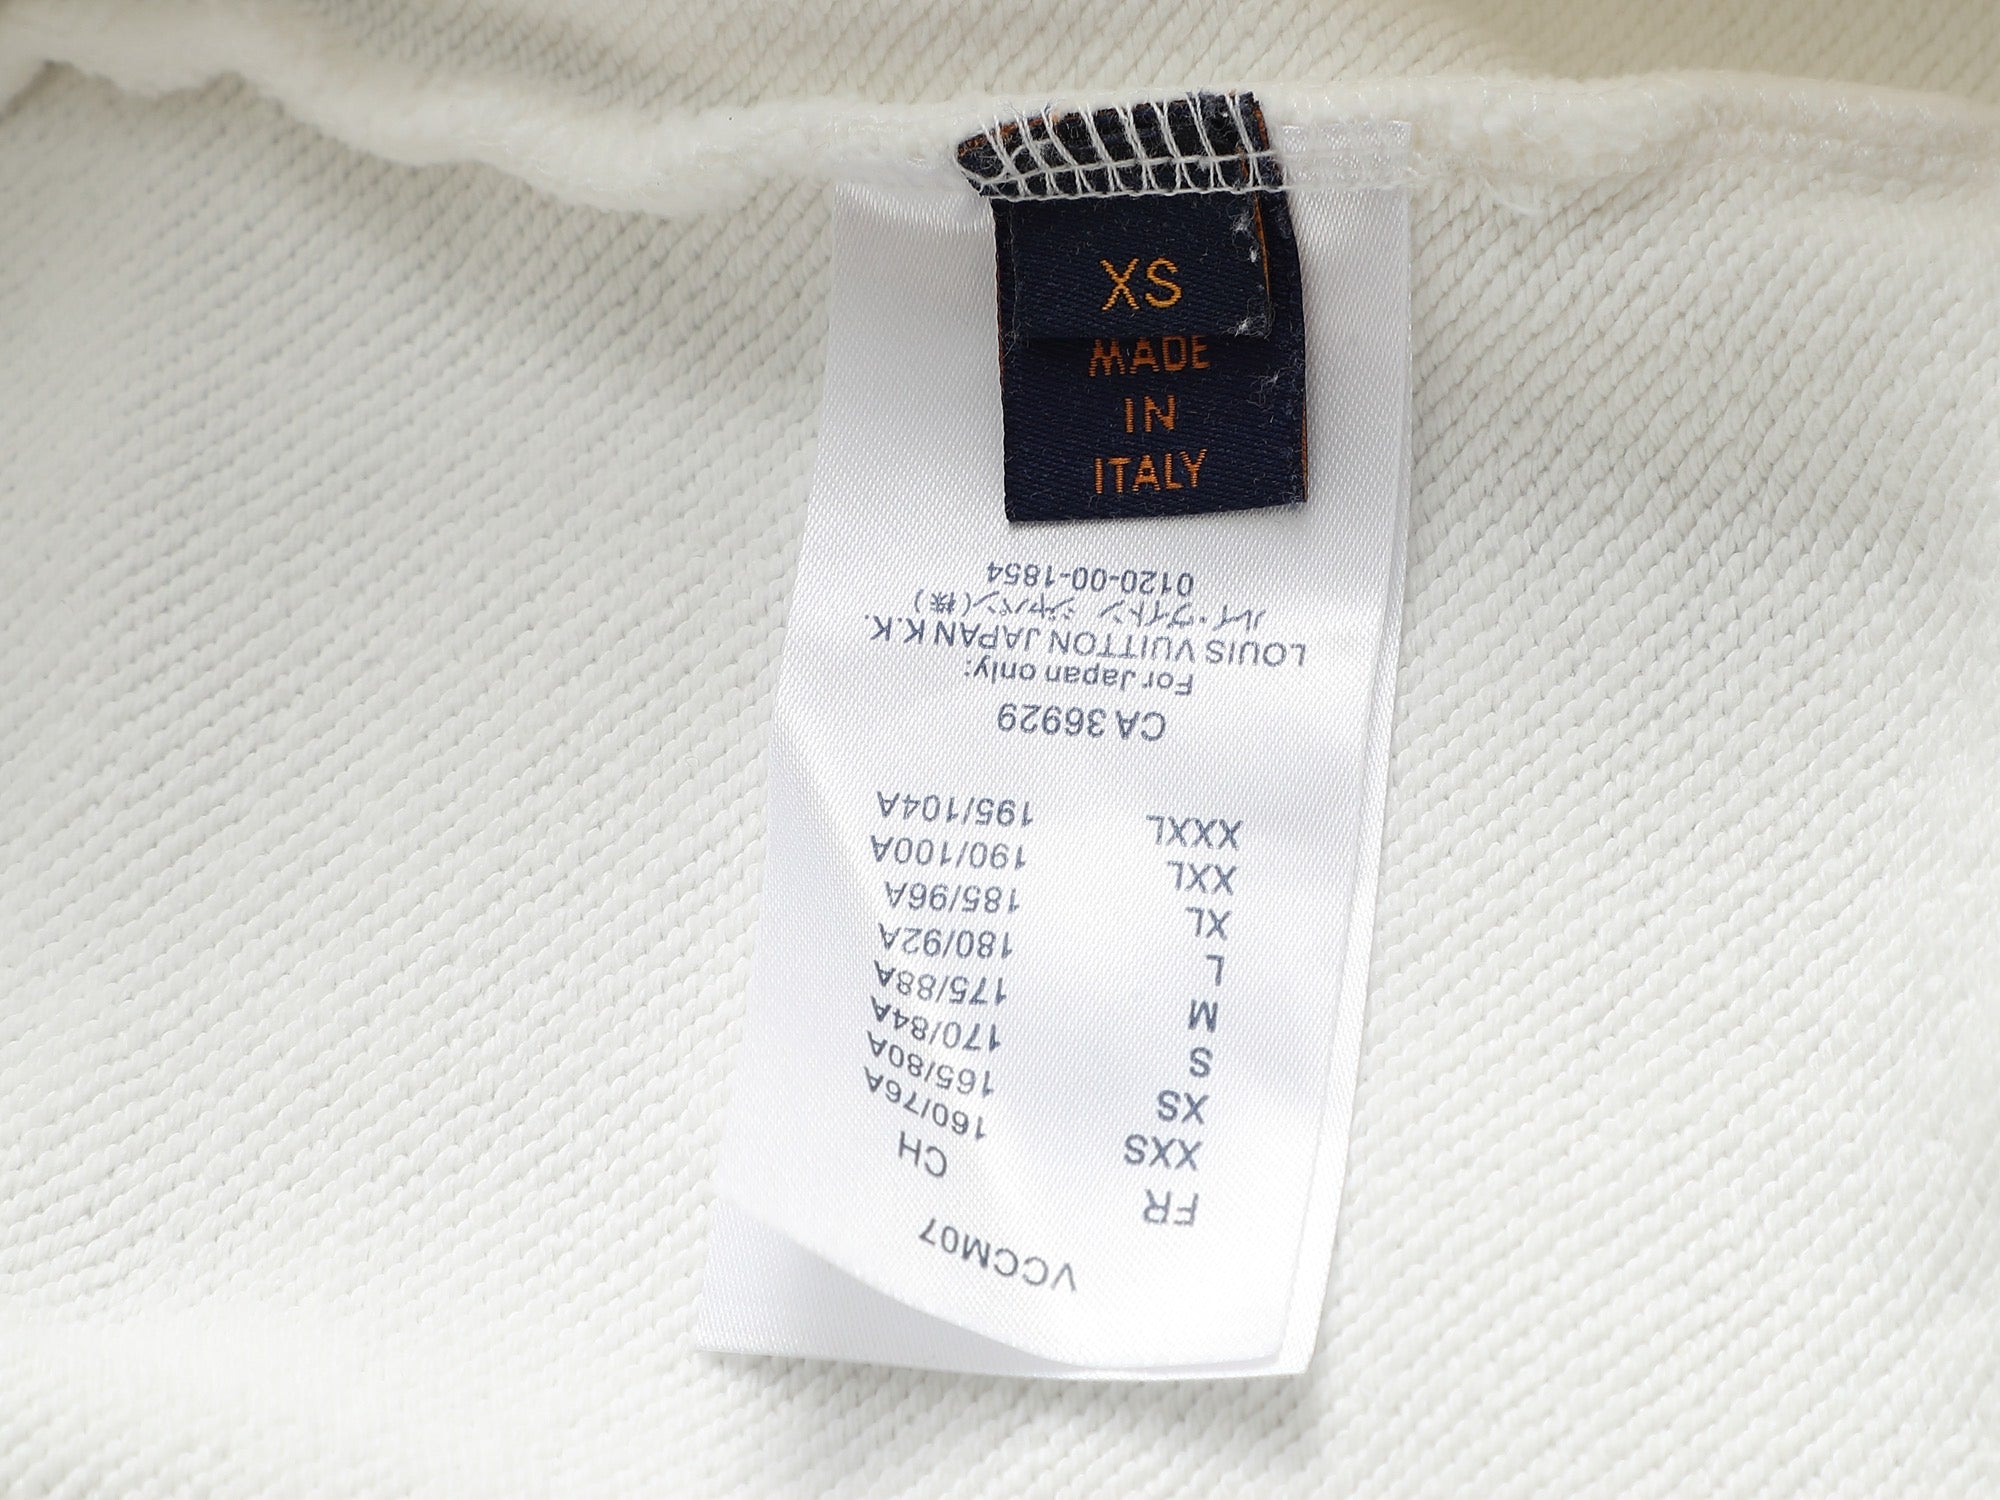 XS
MADE
IN
ITALY
VCCM07
FR CH
XXS 160/76A
XS 165/80A
S 170/84A
M 175/88A
L 180/92A
XL 185/96A
XXL 190/100A
XXXL 195/104A
CA 36929
For Japan only:
LOUIS VUITTON JAPAN K.K.
ルイ・ヴィトン ジャパン(株)
0120-00-1854